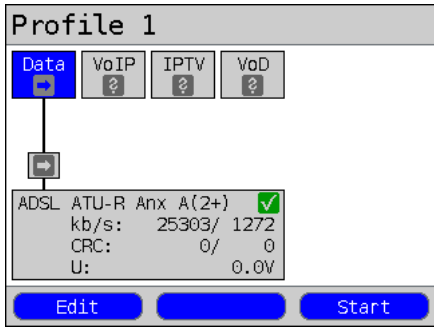 Profile 1
Data VoIP IPTV VoD
? ? ?
ADSL ATU-R Anx A(2+)
kb/s: 25303/ 1272
CRC: 0/ 0
U: 0.0V
Edit Start